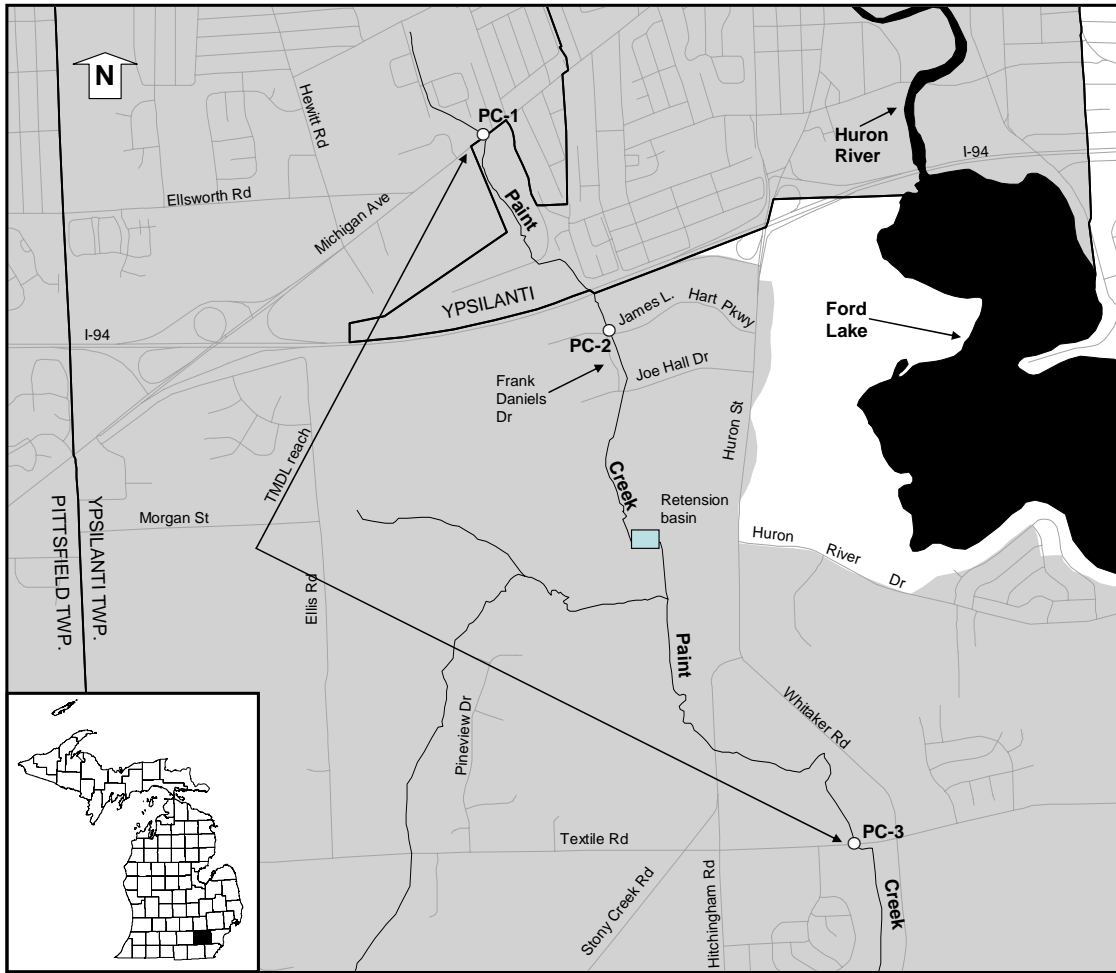 N
PC-1
Hewitt Rd
Huron
River
I-94
Ellsworth Rd
Michigan Ave
Paint
YPSILANTI
James L.
Hart Pkwy
Ford
Lake
I-94
PC-2
Joe Hall Dr
Frank
Daniels
Dr
Huron St
TMDL reach
Creek
Retension
basin
Morgan St
PITTSFIELD TWP.
YPSILANTI TWP.
Huron River Dr
Ellis Rd
Paint
Pineview Dr
Whitaker Rd
PC-3
Textile Rd
Stony Creek Rd
Hitchingham Rd
Creek